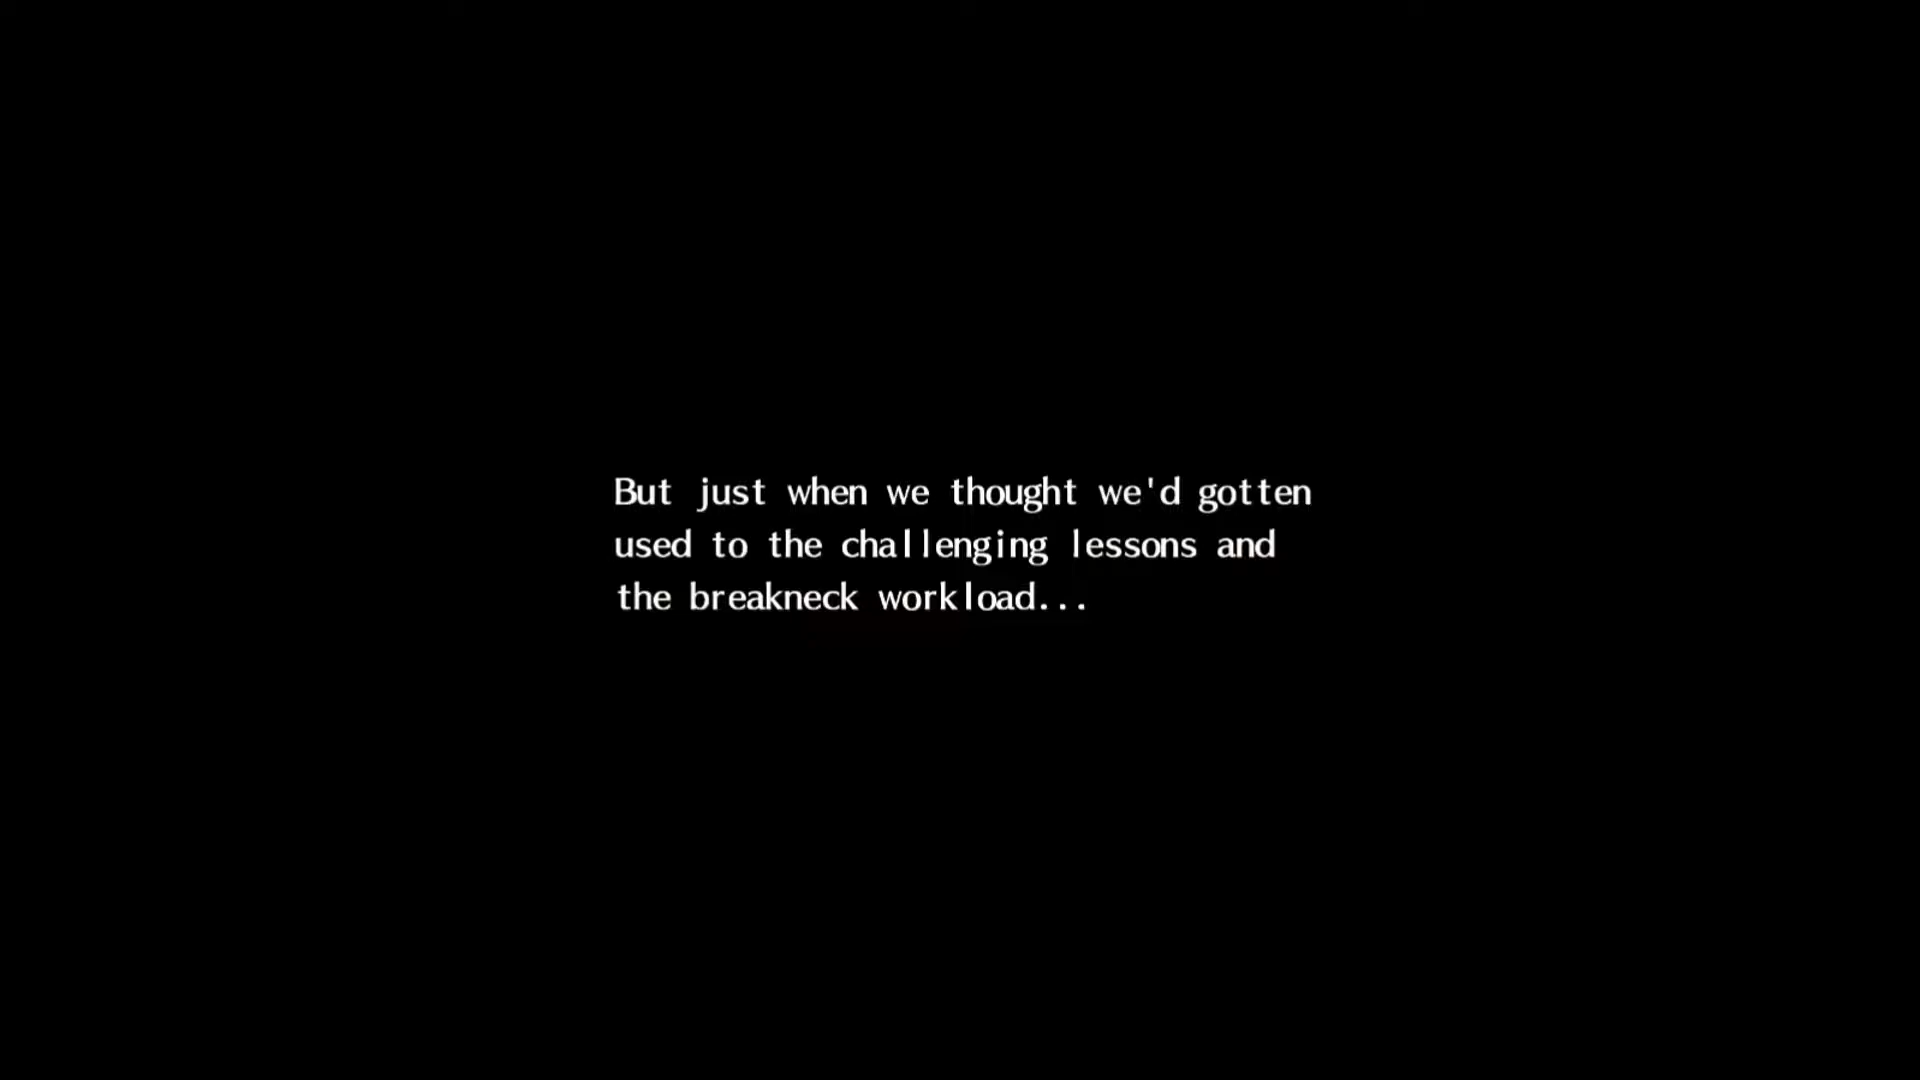 But just when we thought we'd gotten
used to the challenging lessons and
the breakneck workload...